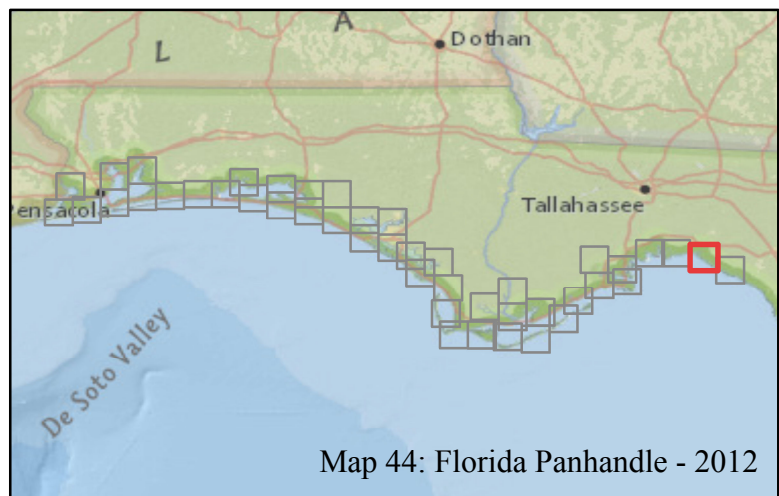 L A
Dothan
Pensacola
Tallahassee
De Soto Valley
Map 44: Florida Panhandle - 2012